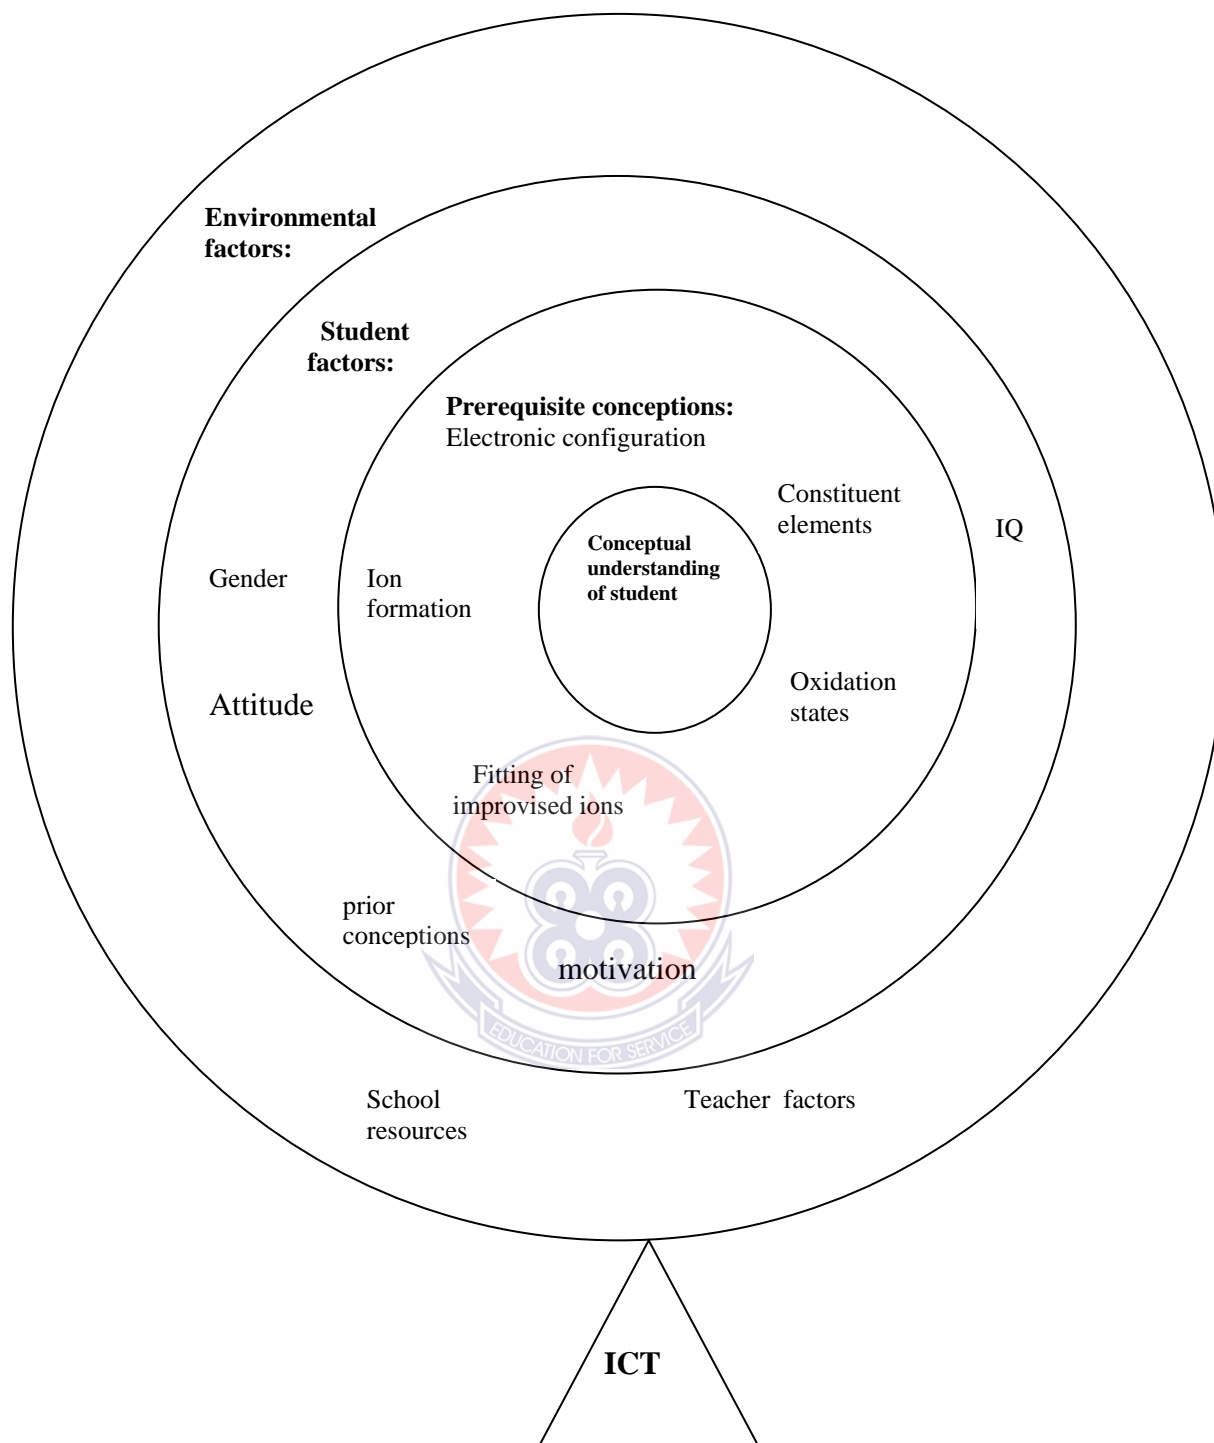 Environmental
factors:
Student
factors:
Prerequisite conceptions:
Electronic configuration
Constituent
elements
IQ
Conceptual
understanding
of student
Gender
Ion
formation
Attitude
Oxidation
states
Fitting of
improvised ions
prior
conceptions
motivation
EDUCATION FOR SERVICE
School
resources
Teacher factors
ICT